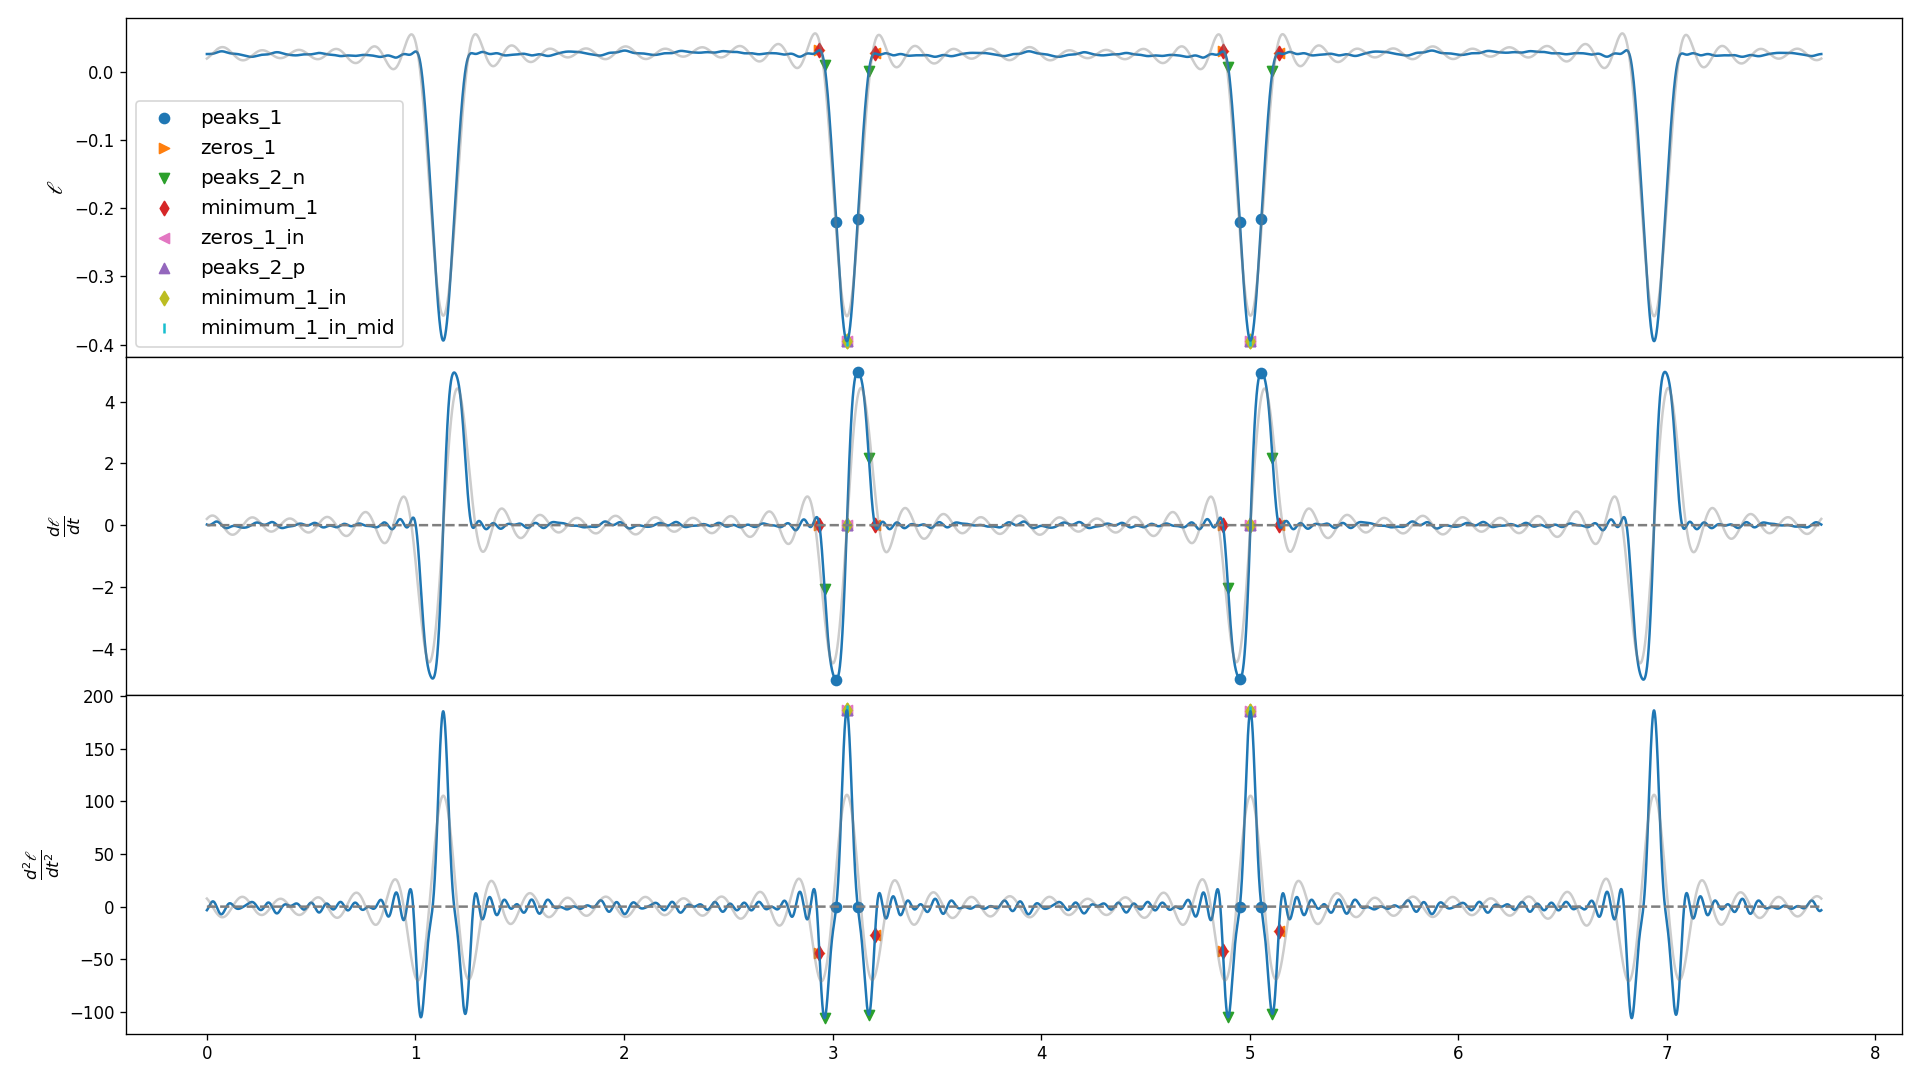 0.0
−0.1
−0.2
−0.3
−0.4
ℓ
peaks_1
zeros_1
peaks_2_n
minimum_1
zeros_1_in
peaks_2_p
minimum_1_in
minimum_1_in_mid
4
2
0
−2
−4
dℓ
dt
200
150
100
50
0
−50
−100
d²ℓ
dt²
0 1 2 3 4 5 6 7 8